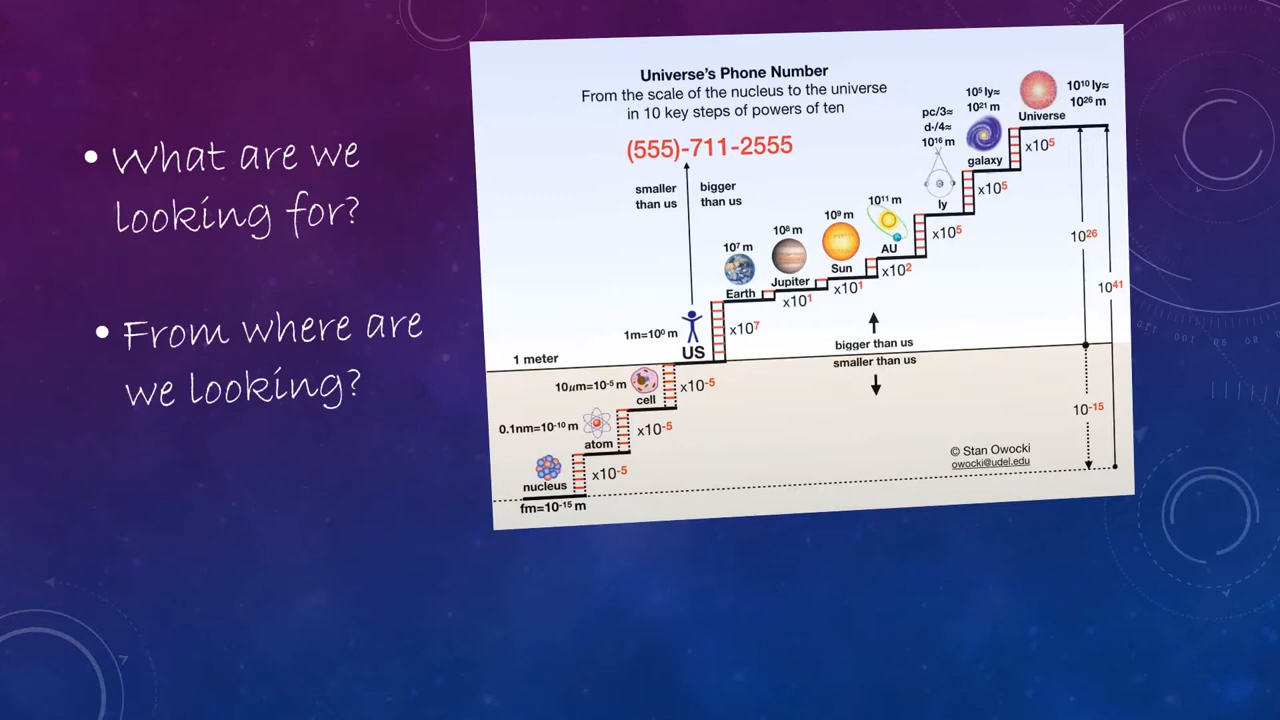 • What are we
looking for?
• From where are
we looking?
Universe's Phone Number
From the scale of the nucleus to the universe
in 10 key steps of powers of ten
(555)-711-2555
smaller
than us
bigger
than us
10⁵ ly≈
10²¹ m
10¹⁰ ly≈
10²⁶ m
Universe
pc/3≈
d-/4≈
10¹⁶ m
galaxy
x10⁵
ly
x10⁵
10¹¹ m
AU
x10⁵
10⁹ m
Sun
x10²
10⁸ m
Jupiter
x10¹
10⁷ m
Earth
x10¹
10²⁶
10⁴¹
1m=10⁰ m
US
x10⁷
bigger than us
smaller than us
1 meter
10µm=10⁻⁵ m
cell
x10⁻⁵
0.1nm=10⁻¹⁰ m
atom
x10⁻⁵
10⁻¹⁵
nucleus
x10⁻⁵
fm=10⁻¹⁵ m
© Stan Owocki
owocki@udel.edu